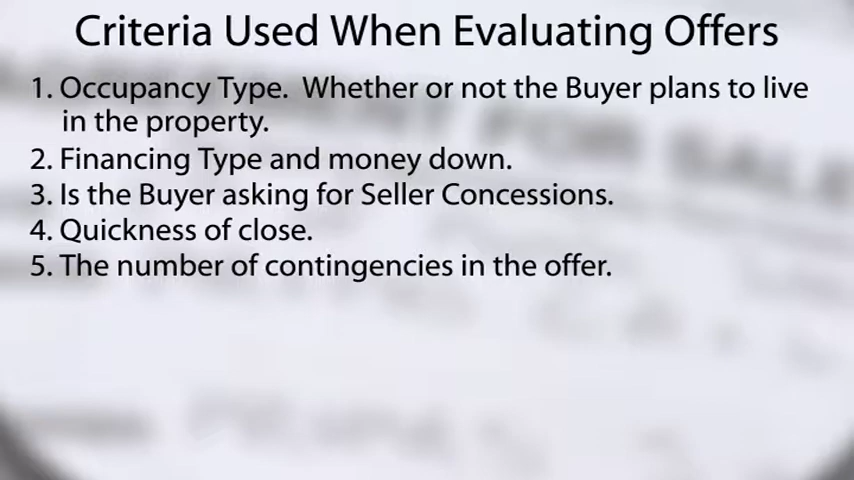 Criteria Used When Evaluating Offers
1. Occupancy Type.  Whether or not the Buyer plans to live
in the property.
2. Financing Type and money down.
3. Is the Buyer asking for Seller Concessions.
4. Quickness of close.
5. The number of contingencies in the offer.
FOR SALE